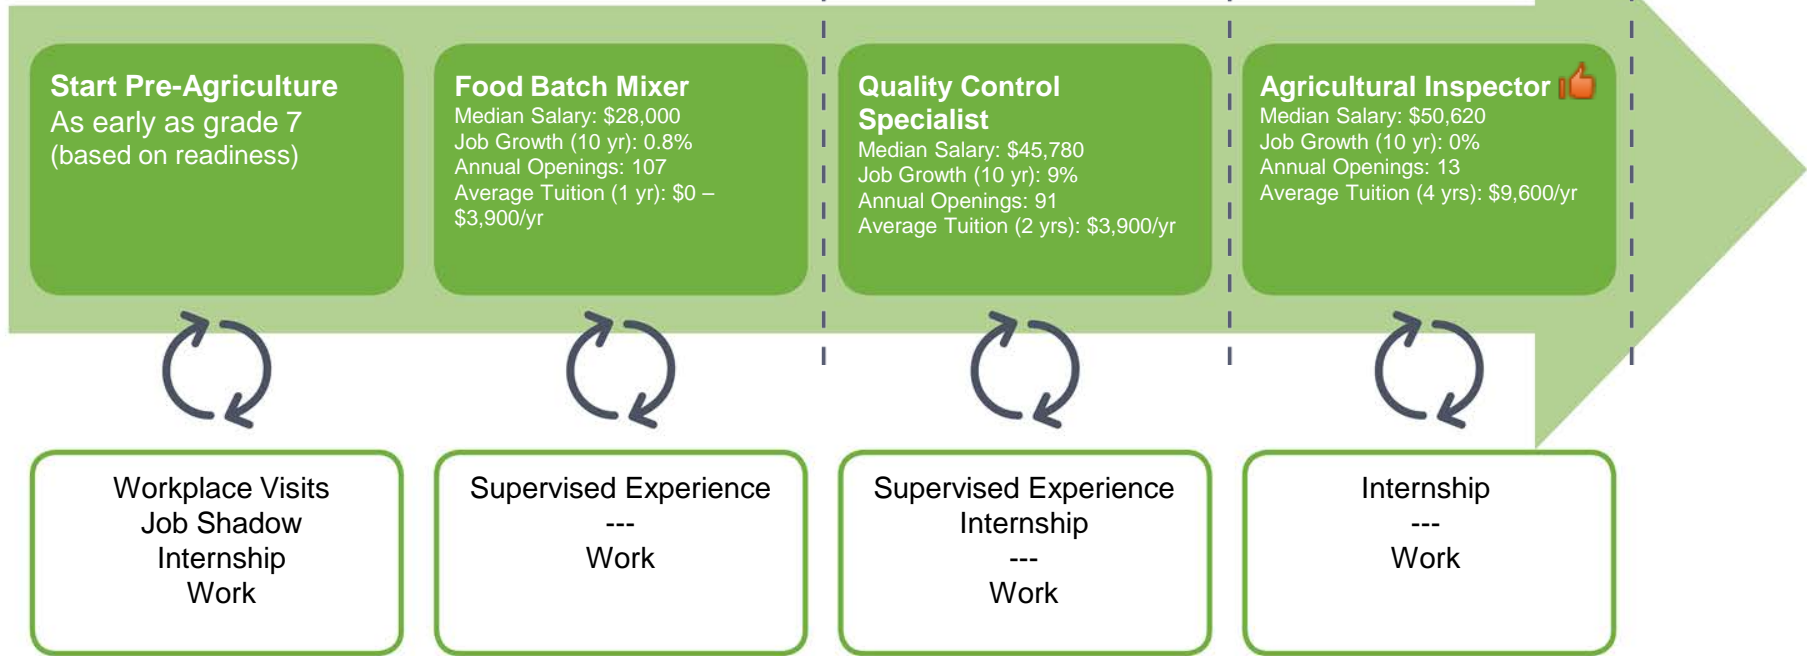 Start Pre-Agriculture
As early as grade 7
(based on readiness)
Food Batch Mixer
Median Salary: $28,000
Job Growth (10 yr): 0.8%
Annual Openings: 107
Average Tuition (1 yr): $0 –
$3,900/yr
Quality Control
Specialist
Median Salary: $45,780
Job Growth (10 yr): 9%
Annual Openings: 91
Average Tuition (2 yrs): $3,900/yr
Agricultural Inspector
Median Salary: $50,620
Job Growth (10 yr): 0%
Annual Openings: 13
Average Tuition (4 yrs): $9,600/yr
Workplace Visits
Job Shadow
Internship
Work
Supervised Experience
---
Work
Supervised Experience
Internship
---
Work
Internship
---
Work